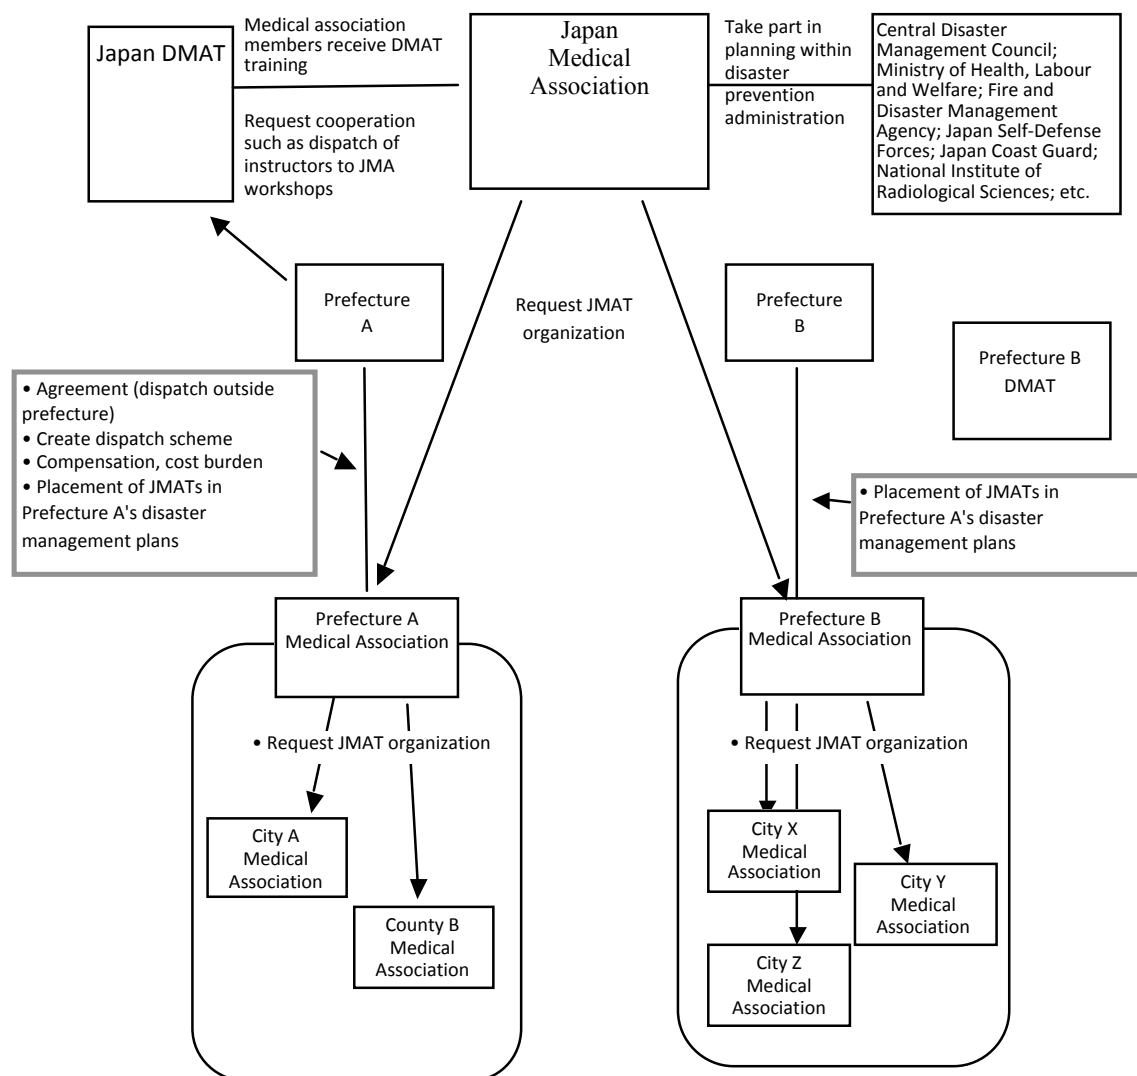 Japan DMAT
Medical association
members receive DMAT
training
Request cooperation
such as dispatch of
instructors to JMA
workshops
Japan
Medical
Association
Take part in
planning within
disaster
prevention
administration
Central Disaster
Management Council;
Ministry of Health, Labour
and Welfare; Fire and
Disaster Management
Agency; Japan Self-Defense
Forces; Japan Coast Guard;
National Institute of
Radiological Sciences; etc.
Prefecture
A
Request JMAT
organization
Prefecture
B
Prefecture B
DMAT
• Agreement (dispatch outside
prefecture)
• Create dispatch scheme
• Compensation, cost burden
• Placement of JMATs in
Prefecture A's disaster
management plans
• Placement of JMATs in
Prefecture A's disaster
management plans
Prefecture A
Medical Association
• Request JMAT organization
City A
Medical
Association
County B
Medical
Association
Prefecture B
Medical Association
• Request JMAT organization
City X
Medical
Association
City Y
Medical
Association
City Z
Medical
Association